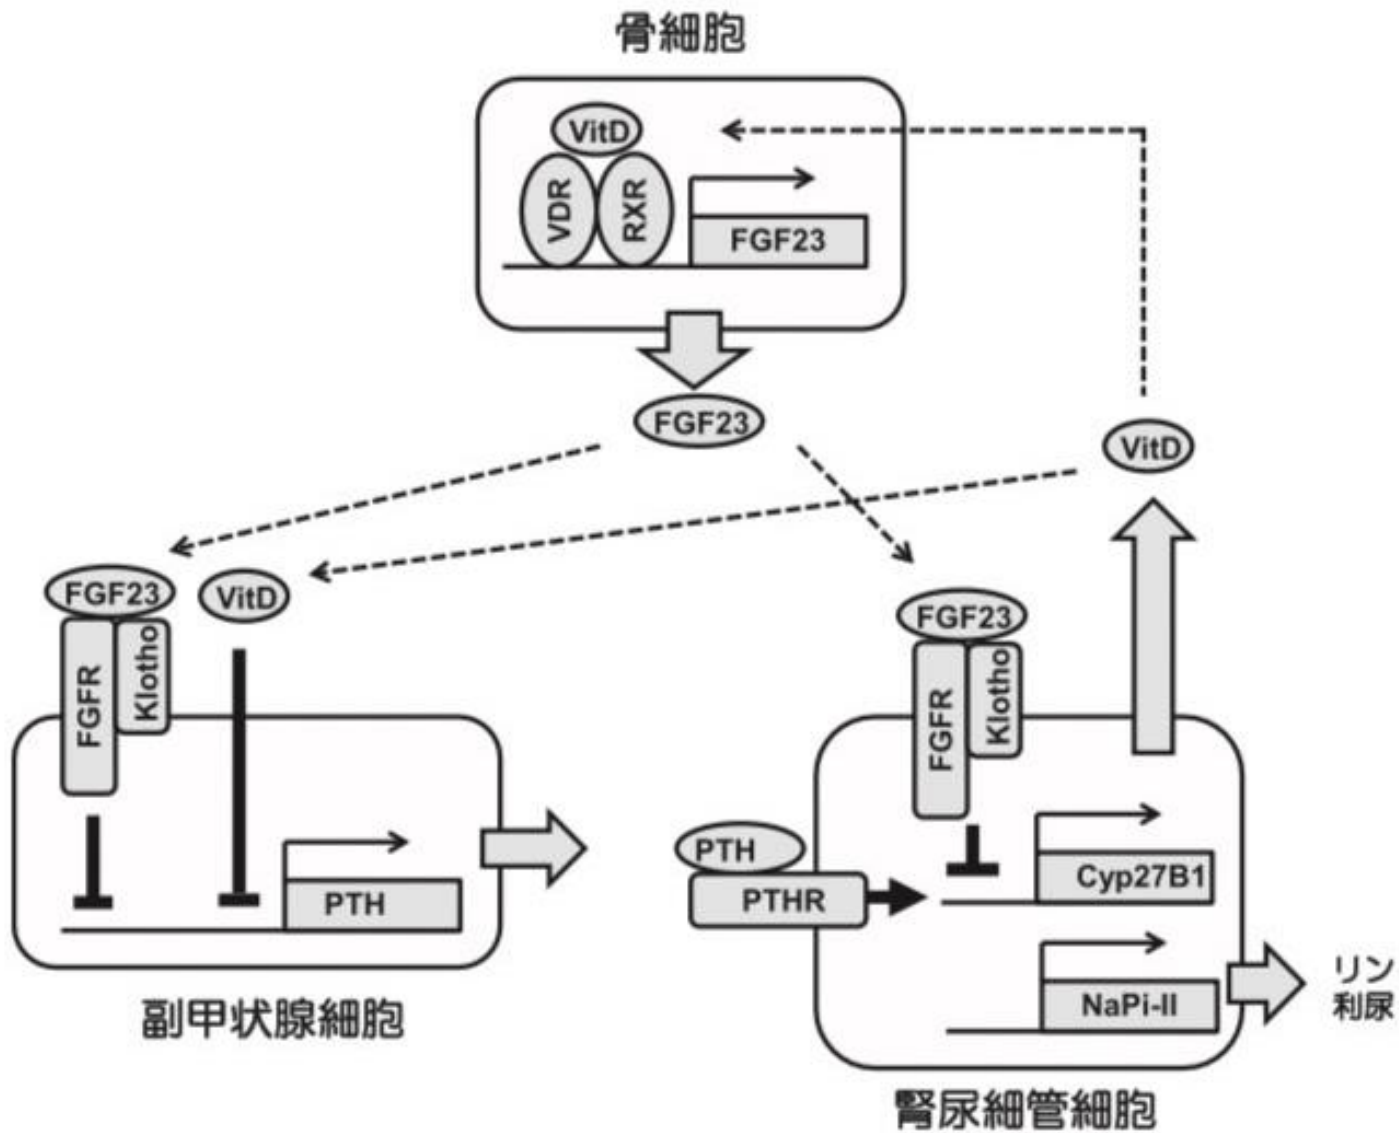 骨細胞
VitD
VDR
RXR
FGF23
FGF23
VitD
FGF23
VitD
FGFR
Klotho
PTH
副甲状腺細胞
FGF23
FGFR
Klotho
PTH
PTHR
Cyp27B1
NaPi-II
リン
利尿
腎尿細管細胞